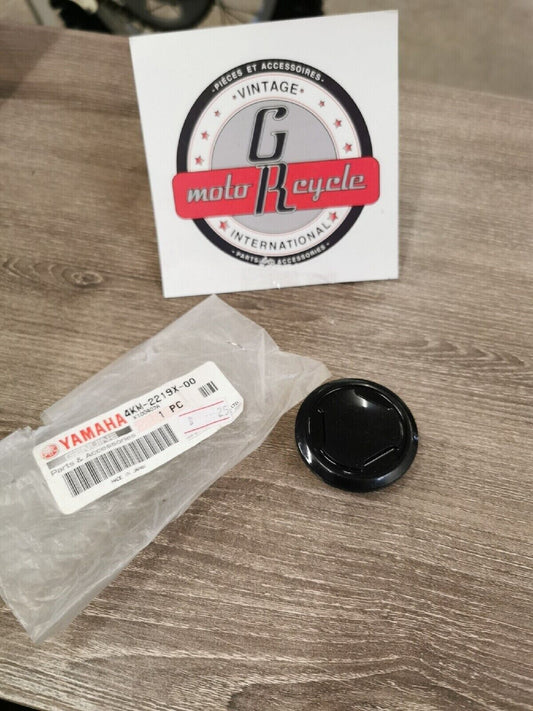 PIÈCES ET ACCESSOIRES
VINTAGE
GR
moto cycle
INTERNATIONAL
PARTS & ACCESSORIES
4KM-2219X-00
1 PC
YAMAHA
Parts & Accessories
MADE IN JAPAN